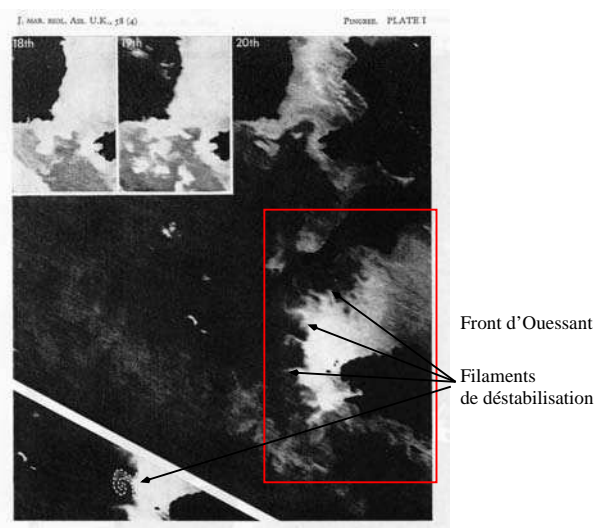 J. MAR. BIOL. ASS. U.K., 58 (4)
PINGREE. PLATE I
18th
19th
20th
Front d'Ouessant
Filaments
de déstabilisation